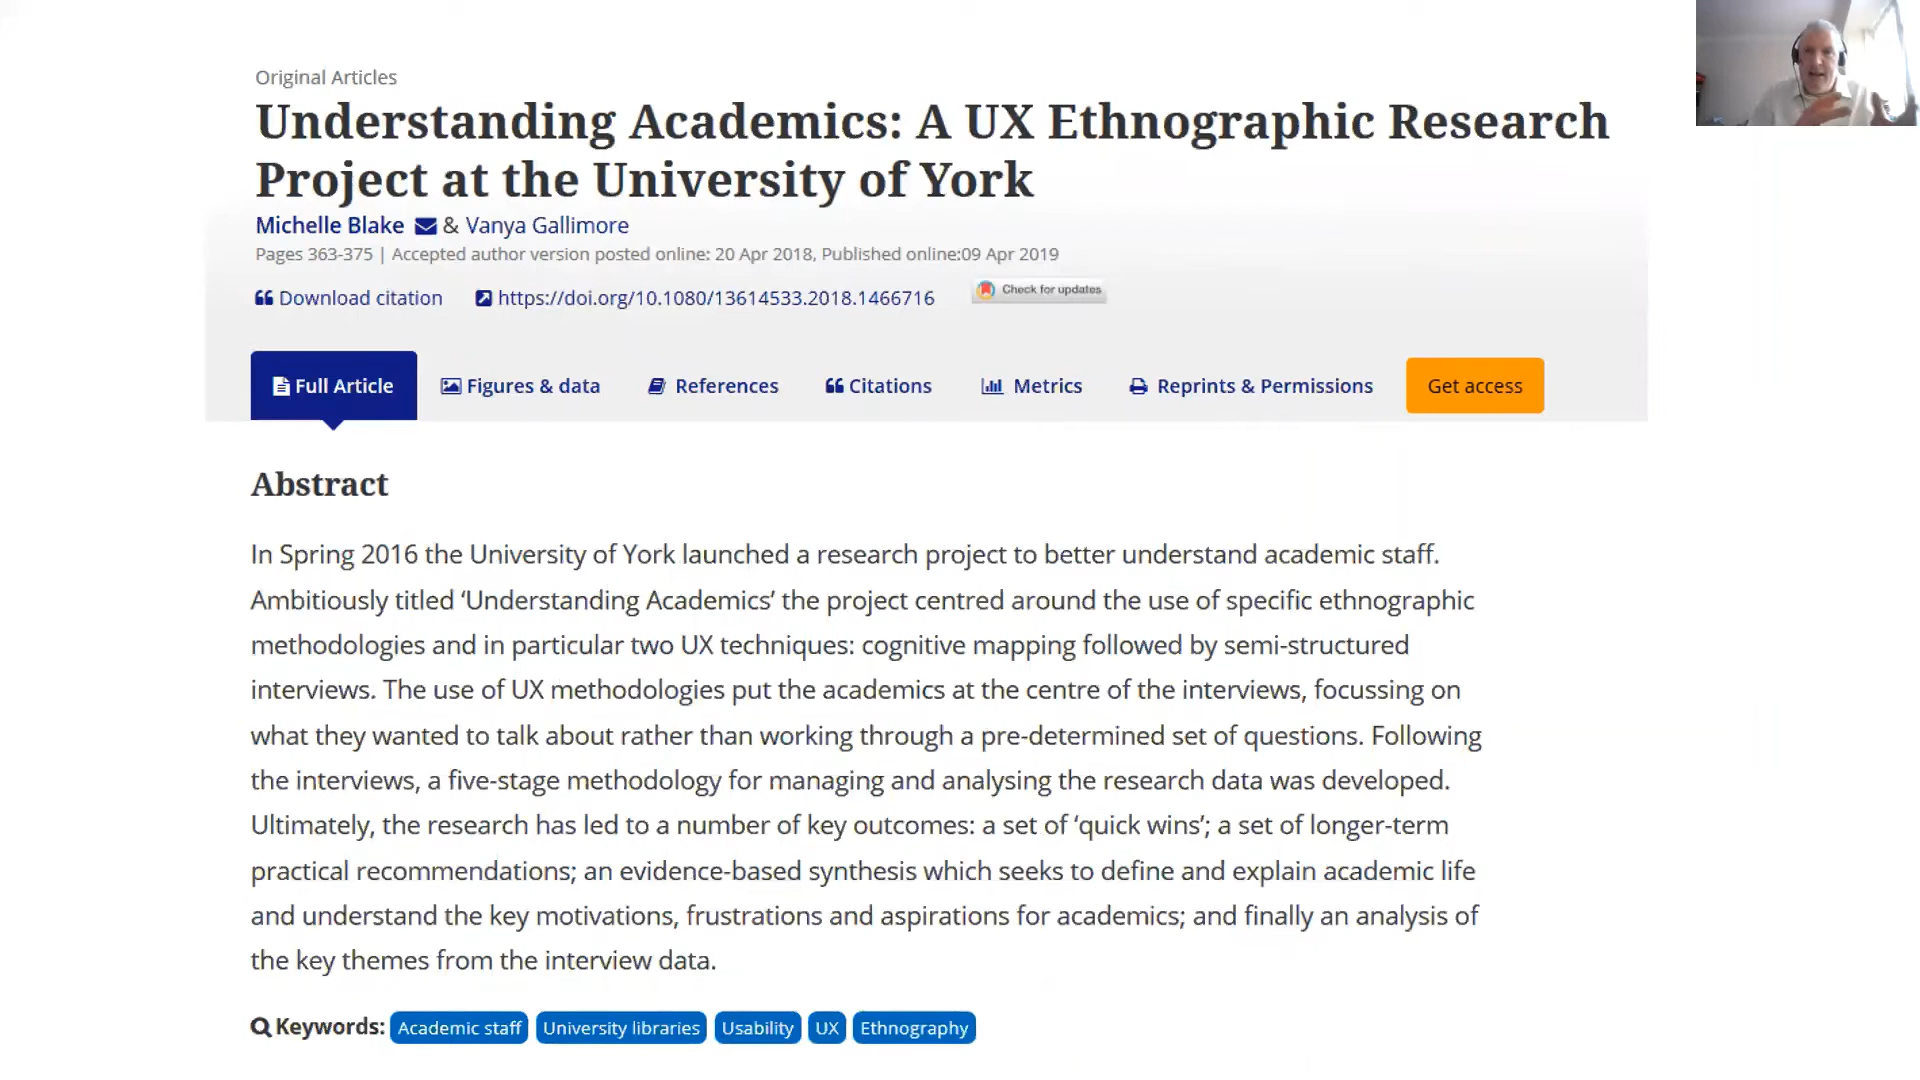 Original Articles
Understanding Academics: A UX Ethnographic Research
Project at the University of York
Michelle Blake & Vanya Gallimore
Pages 363-375 | Accepted author version posted online: 20 Apr 2018, Published online:09 Apr 2019
Download citation https://doi.org/10.1080/13614533.2018.1466716 Check for updates
Full Article Figures & data References Citations Metrics Reprints & Permissions Get access
Abstract
In Spring 2016 the University of York launched a research project to better understand academic staff.
Ambitiously titled ‘Understanding Academics’ the project centred around the use of specific ethnographic
methodologies and in particular two UX techniques: cognitive mapping followed by semi-structured
interviews. The use of UX methodologies put the academics at the centre of the interviews, focussing on
what they wanted to talk about rather than working through a pre-determined set of questions. Following
the interviews, a five-stage methodology for managing and analysing the research data was developed.
Ultimately, the research has led to a number of key outcomes: a set of ‘quick wins’; a set of longer-term
practical recommendations; an evidence-based synthesis which seeks to define and explain academic life
and understand the key motivations, frustrations and aspirations for academics; and finally an analysis of
the key themes from the interview data.
Keywords: Academic staff University libraries Usability UX Ethnography